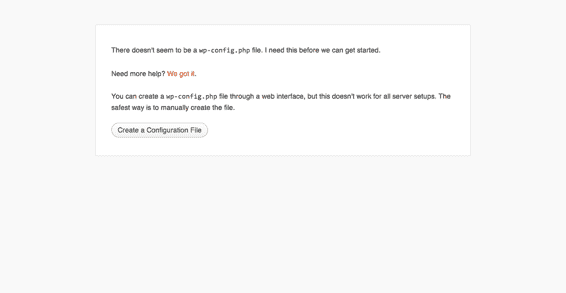 There doesn't seem to be a wp-config.php file. I need this before we can get started.
Need more help? We got it.
You can create a wp-config.php file through a web interface, but this doesn't work for all server setups. The
safest way is to manually create the file.
Create a Configuration File